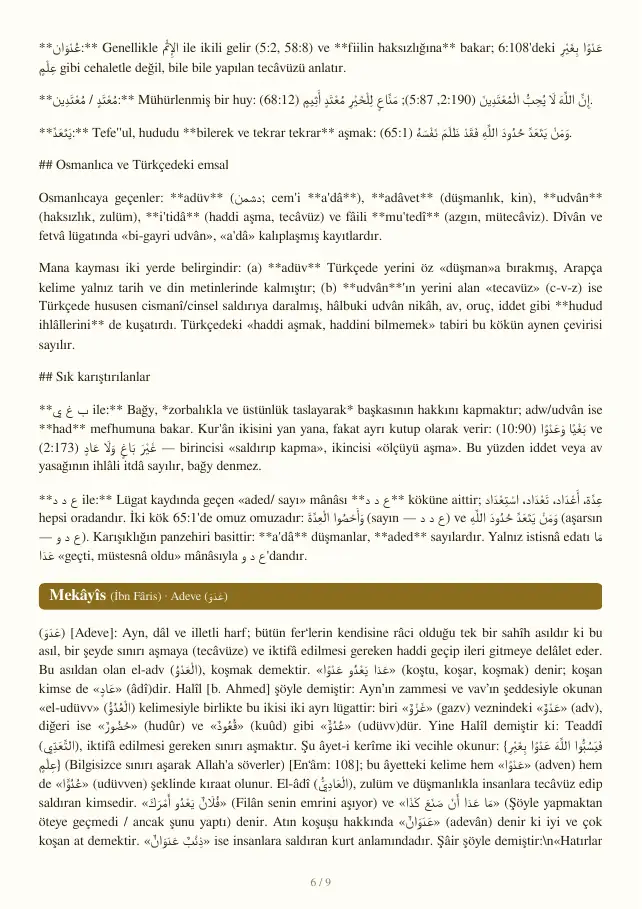 **عُدْوَان:** Genellikle الإِثْم ile ikili gelir (5:2, 58:8) ve **fiilin haksızlığına** bakar; 6:108'deki عَدْوًا بِغَيْرِ
عِلْمٍ gibi cehaletle değil, bile bile yapılan tecâvüzü anlatır.
**مُعْتَدٍ / مُعْتَدِين:** Mühürlenmiş bir huy: إِنَّ اللَّهَ لَا يُحِبُّ الْمُعْتَدِينَ (2:190, 5:87); مَنَّاعٍ لِلْخَيْرِ مُعْتَدٍ أَثِيمٍ (68:12).
**يَتَعَدَّ:** Tefe''ul, hududu **bilerek ve tekrar tekrar** aşmak: وَمَنْ يَتَعَدَّ حُدُودَ اللَّهِ فَقَدْ ظَلَمَ نَفْسَهُ (65:1).
## Osmanlıca ve Türkçedeki emsal
Osmanlıcaya geçenler: **adüv** (دشمن; cem'i **a'dâ**), **adâvet** (düşmanlık, kin), **udvân**
(haksızlık, zulüm), **i'tidâ** (haddi aşma, tecâvüz) ve fâili **mu'tedî** (azgın, mütecâviz). Dîvân ve
fetvâ lügatında «bi-gayri udvân», «a'dâ» kalıplaşmış kayıtlardır.
Mana kayması iki yerde belirgindir: (a) **adüv** Türkçede yerini öz «düşman»a bırakmış, Arapça
kelime yalnız tarih ve din metinlerinde kalmıştır; (b) **udvân**'ın yerini alan «tecavüz» (c-v-z) ise
Türkçede hususen cismanî/cinsel saldırıya daralmış, hâlbuki udvân nikâh, av, oruç, iddet gibi **hudud
ihlâllerini** de kuşatırdı. Türkçedeki «haddi aşmak, haddini bilmemek» tabiri bu kökün aynen çevirisi
sayılır.
## Sık karıştırılanlar
**ب غ ي ile:** Bağy, *zorbalıkla ve üstünlük taslayarak* başkasının hakkını kapmaktır; adw/udvân ise
**had** mefhumuna bakar. Kur'ân ikisini yan yana, fakat ayrı kutup olarak verir: بَغْيًا وَعَدْوًا (10:90) ve
غَيْرَ بَاغٍ وَلَا عَادٍ (2:173) — birincisi «saldırıp kapma», ikincisi «ölçüyü aşma». Bu yüzden iddet veya av
yasağının ihlâli itdâ sayılır, bağy denmez.
**ع د د ile:** Lügat kaydında geçen «aded/ sayı» mânâsı **ع د د** köküne aittir; عِدَّة، أَعْدَاد، تَعْدَاد، اسْتِعْدَاد
hepsi oradandır. İki kök 65:1'de omuz omuzadır: وَأَحْصُوا الْعِدَّةَ (sayın — ع د د) ve وَمَنْ يَتَعَدَّ حُدُودَ اللَّهِ (aşarsın
— ع د و). Karışıklığın panzehiri basittir: **a'dâ** düşmanlar, **aded** sayılardır. Yalnız istisnâ edatı مَا
عَدَا «geçti, müstesnâ oldu» mânâsıyla ع د و'dandır.
Mekâyîs (İbn Fâris) · Adeve (عَدَوَ)
(عَدَوَ) [Adeve]: Ayn, dâl ve illetli harf; bütün fer'lerin kendisine râci olduğu tek bir sahîh asıldır ki bu
asıl, bir şeyde sınırı aşmaya (tecâvüze) ve iktifâ edilmesi gereken haddi geçip ileri gitmeye delâlet eder.
Bu asıldan olan el-adv (الْعَدْوُ), koşmak demektir. «عَدَا يَعْدُو عَدْوًا» (koştu, koşar, koşmak) denir; koşan
kimse de «عَادٍ» (âdî)dir. Halîl [b. Ahmed] şöyle demiştir: Ayn'ın zammesi ve vav'ın şeddesiyle okunan
«el-udüvv» (الْعُدُوُّ) kelimesiyle birlikte bu ikisi iki ayrı lügattir: biri «غَزْوٌ» (gazv) veznindeki «عَدْوٌ» (adv),
diğeri ise «حُضُورٌ» (hudûr) ve «قُعُودٌ» (kuûd) gibi «عُدُوٌّ» (udüvv)dür. Yine Halîl demiştir ki: Teaddî
(التَّعَدِّي), iktifâ edilmesi gereken sınırı aşmaktır. Şu âyet-i kerîme iki vecihle okunur: {فَيَسُبُّوا اللَّهَ عَدْوًا بِغَيْرِ
عِلْمٍ} (Bilgisizce sınırı aşarak Allah'a söverler) [En'âm: 108]; bu âyetteki kelime hem «عَدْوًا» (adven) hem
de «عُدُوًّا» (udüvven) şeklinde kıraat olunur. El-âdî (الْعَادِيُّ), zulüm ve düşmanlıkla insanlara tecâvüz edip
saldıran kimsedir. «فُلَانٌ يَعْدُو أَمْرَكَ» (Filân senin emrini aşıyor) ve «مَا عَدَا أَنْ صَنَعَ كَذَا» (Şöyle yapmaktan
öteye geçmedi / ancak şunu yaptı) denir. Atın koşuşu hakkında «عَدَوَانٌ» (adevân) denir ki iyi ve çok
koşan at demektir. «ذِئْبٌ عَدَوَانٌ» ise insanlara saldıran kurt anlamındadır. Şâir şöyle demiştir:\n«Hatırlar
6 / 9